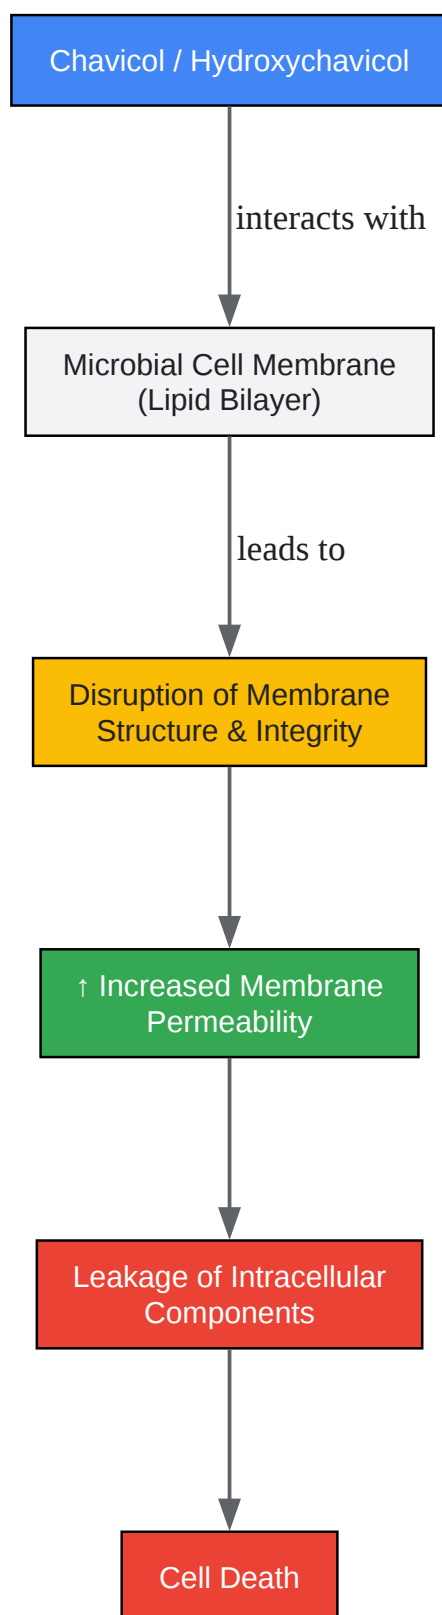 Chavicol / Hydroxychavicol
interacts with
Microbial Cell Membrane
(Lipid Bilayer)
leads to
Disruption of Membrane
Structure & Integrity
↑ Increased Membrane
Permeability
Leakage of Intracellular
Components
Cell Death